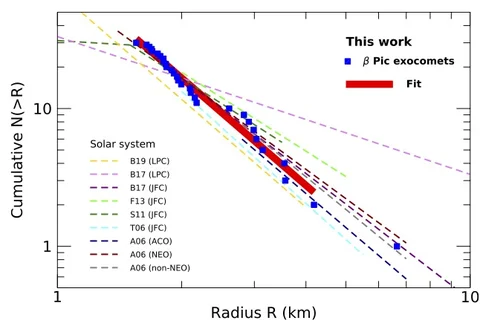 Cumulative N(>R)
10
1
This work
β Pic exocomets
Fit
Solar system
B19 (LPC)
B17 (LPC)
B17 (JFC)
F13 (JFC)
S11 (JFC)
T06 (JFC)
A06 (ACO)
A06 (NEO)
A06 (non-NEO)
1
10
Radius R (km)